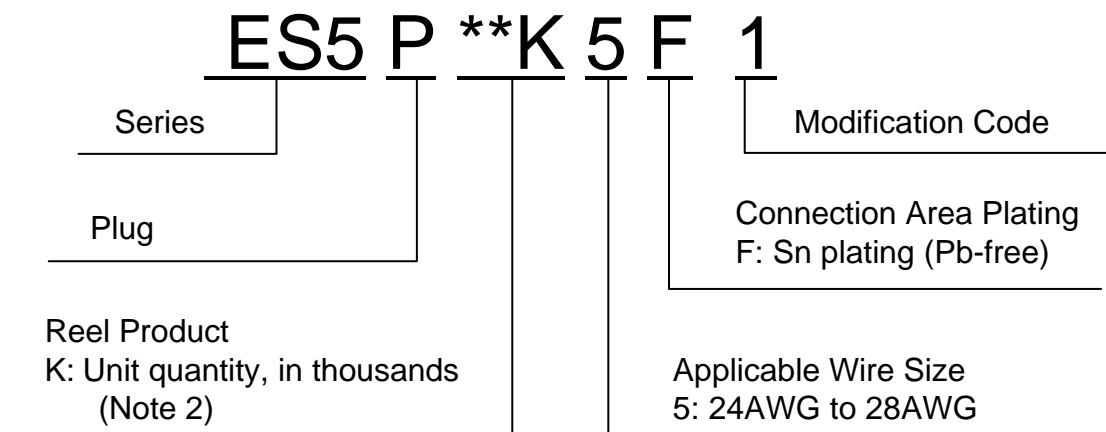 ES5 P **K 5 F 1
Series
Modification Code
Plug
Connection Area Plating
F: Sn plating (Pb-free)
Reel Product
K: Unit quantity, in thousands
(Note 2)
Applicable Wire Size
5: 24AWG to 28AWG